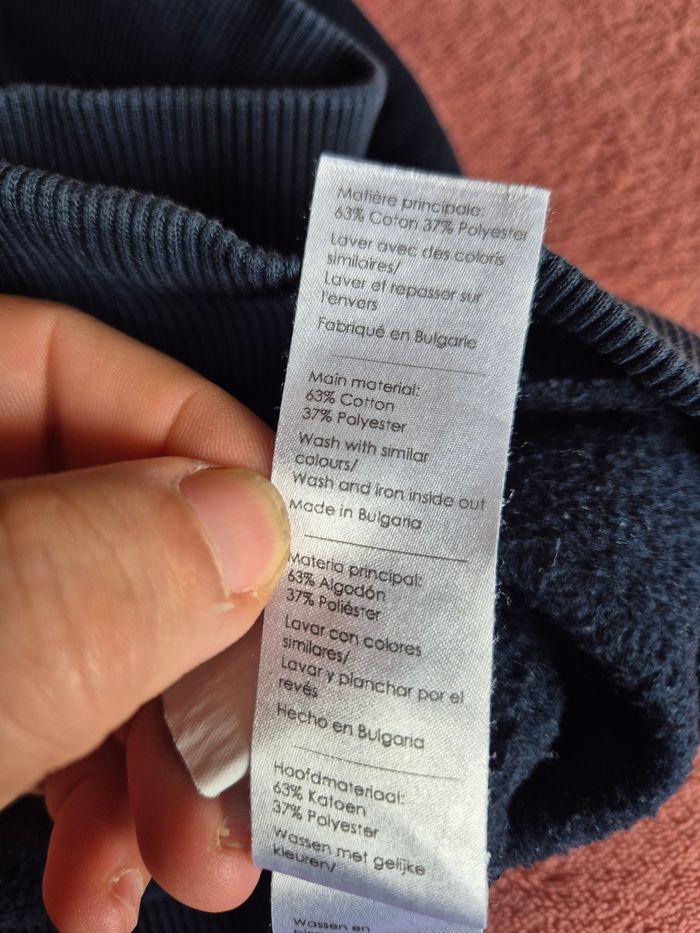 Matière principale:
63% Coton 37% Polyester
Laver avec des coloris
similaires/
Laver et repasser sur
l'envers
Fabriqué en Bulgarie
Main material:
63% Cotton
37% Polyester
Wash with similar
colours/
Wash and iron inside out
Made in Bulgaria
Materia principal:
63% Algodón
37% Poliéster
Lavar con colores
similares/
Lavar y planchar por el
revés
Hecho en Bulgaria
Hoofdmateriaal:
63% Katoen
37% Polyester
Wassen met gelijke
kleuren/
Wassen en